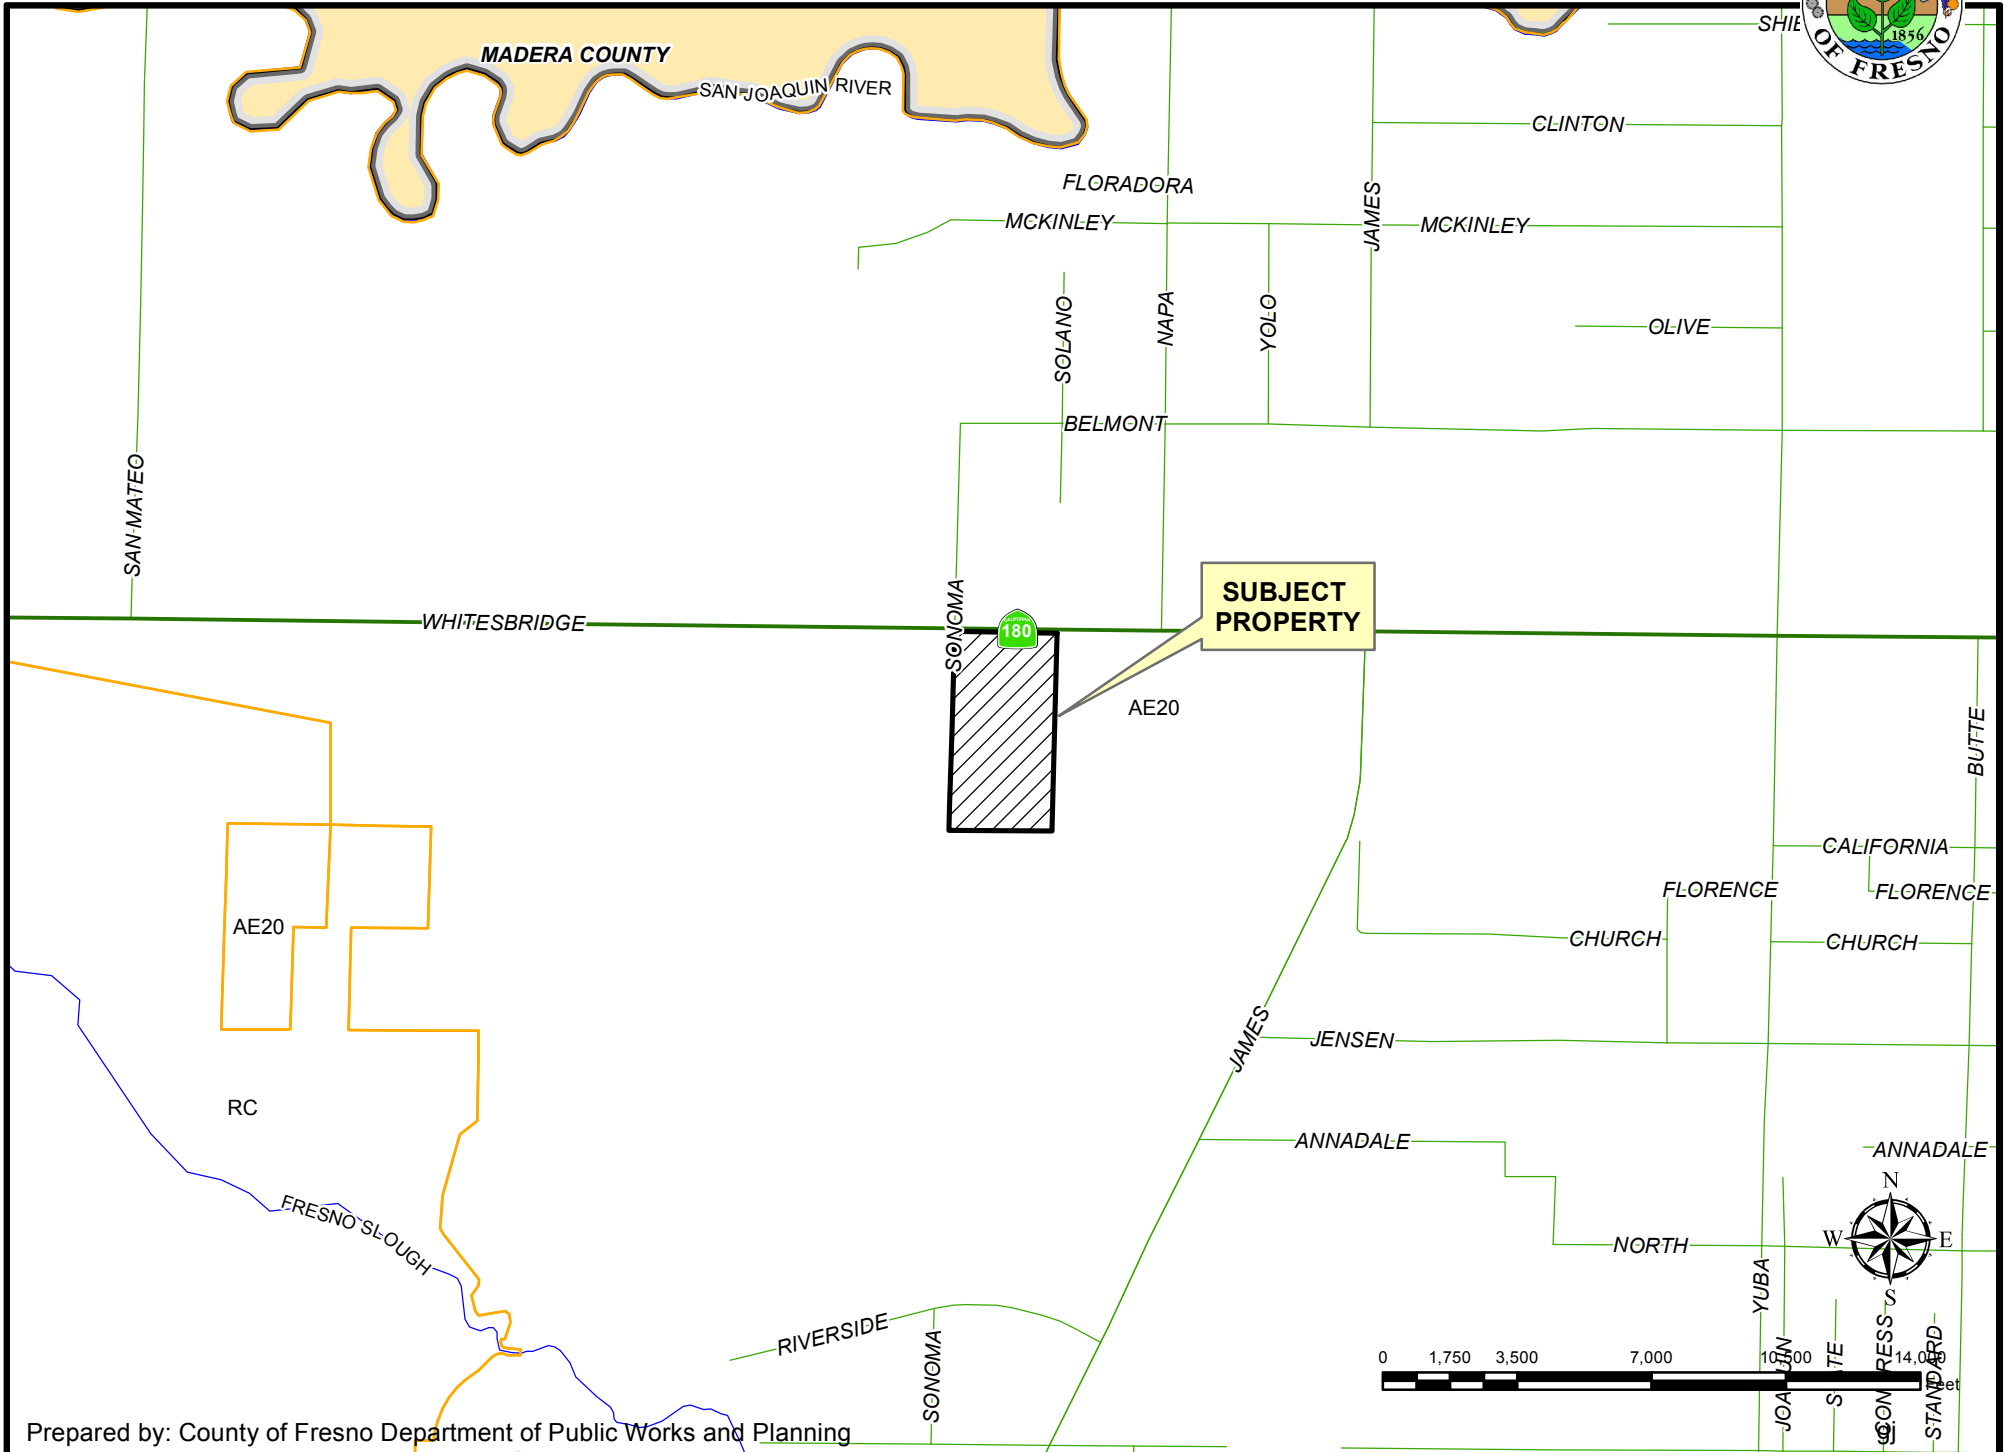 MADERA COUNTY
SAN JOAQUIN RIVER
1856
OF FRESNO
CLINTON
FLORADORA
MCKINLEY
MCKINLEY
JAMES
SOLANO
NAPA
YOLO
OLIVE
BELMONT
SAN MATEO
SONOMA
WHITESBRIDGE
CALIFORNIA
180
SUBJECT
PROPERTY
AE20
BUTTE
CALIFORNIA
FLORENCE
FLORENCE
AE20
CHURCH
CHURCH
JAMES
JENSEN
RC
ANNADALE
ANNADALE
FRESNO SLOUGH
N
W
E
S
NORTH
YUBA
RIVERSIDE
SONOMA
STANDARD
0 1,750 3,500 7,000 10,500 14,000
Feet
Prepared by: County of Fresno Department of Public Works and Planning
gj